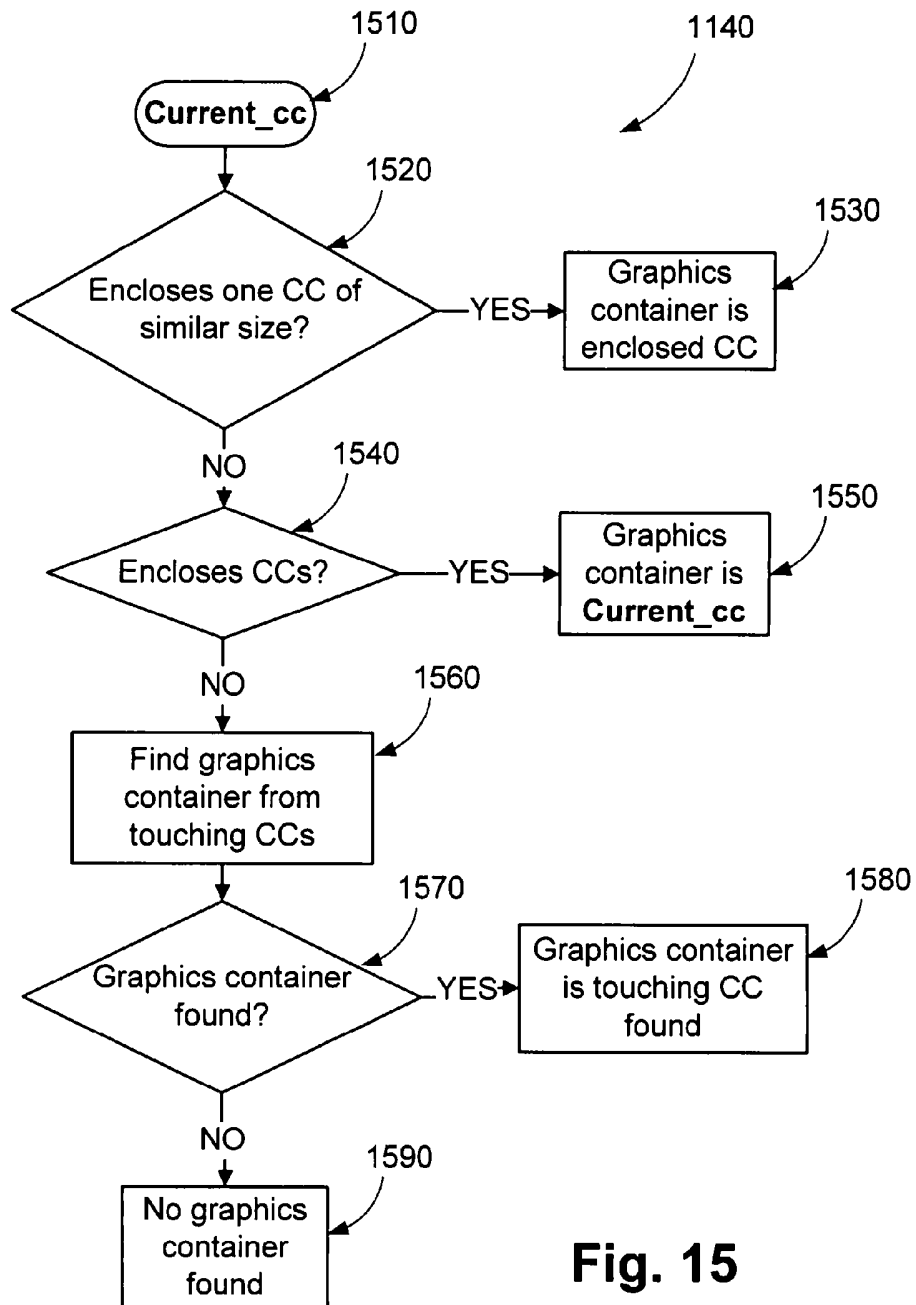 1510
1140
Current_cc
1520
1530
Encloses one CC of
similar size?
YES
Graphics
container is
enclosed CC
NO
1540
1550
Encloses CCs?
YES
Graphics
container is
Current_cc
NO
1560
Find graphics
container from
touching CCs
1570
1580
Graphics container
found?
YES
Graphics container
is touching CC
found
NO
1590
No graphics
container
found
Fig. 15